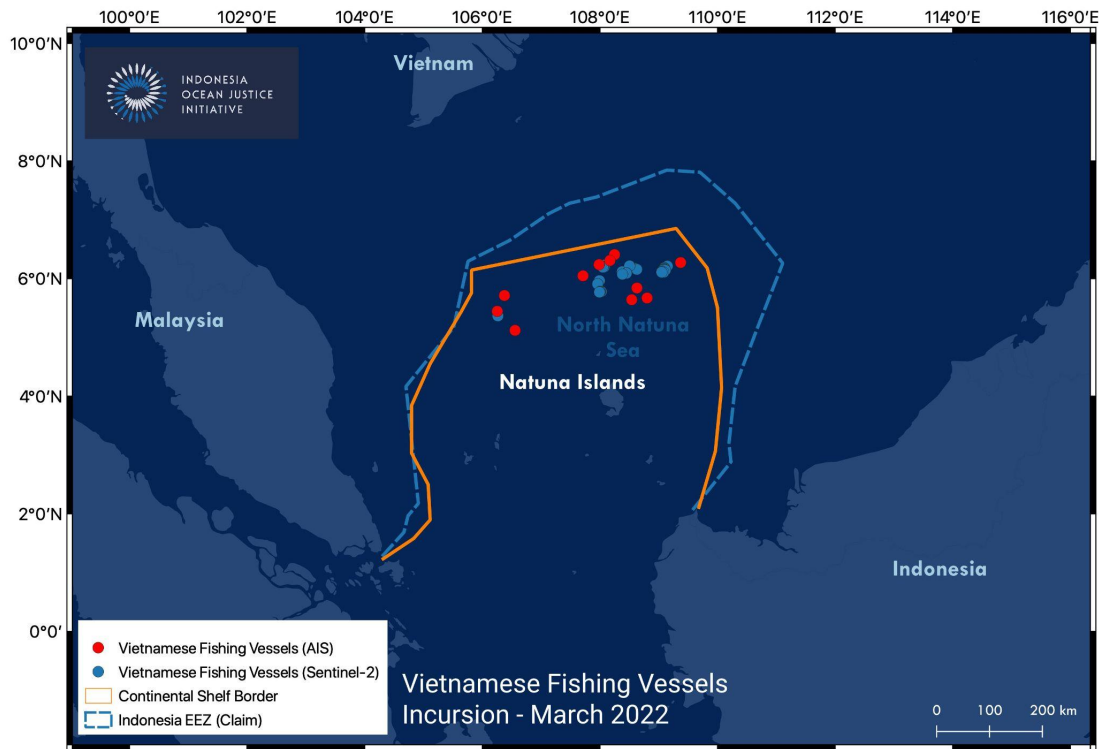 100°0'E 102°0'E 104°0'E 106°0'E 108°0'E 110°0'E 112°0'E 114°0'E 116°0'E
10°0'N
8°0'N
6°0'N
4°0'N
2°0'N
0°0'
INDONESIA
OCEAN JUSTICE
INITIATIVE
Vietnam
Malaysia
North Natuna
Sea
Natuna Islands
Indonesia
Vietnamese Fishing Vessels (AIS)
Vietnamese Fishing Vessels (Sentinel-2)
Continental Shelf Border
Indonesia EEZ (Claim)
Vietnamese Fishing Vessels
Incursion - March 2022
0 100 200 km